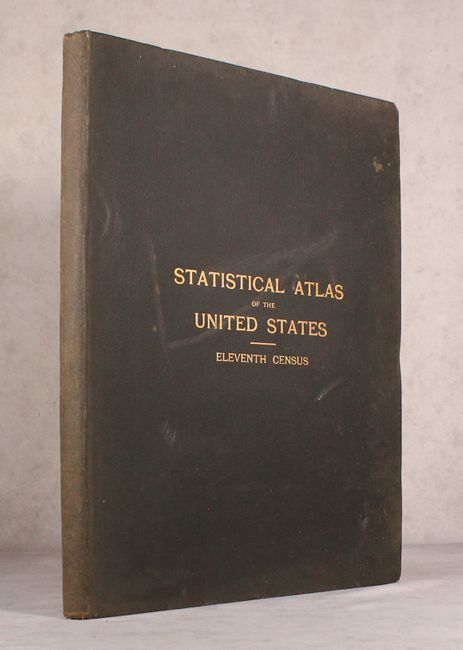 STATISTICAL ATLAS
OF THE
UNITED STATES
ELEVENTH CENSUS